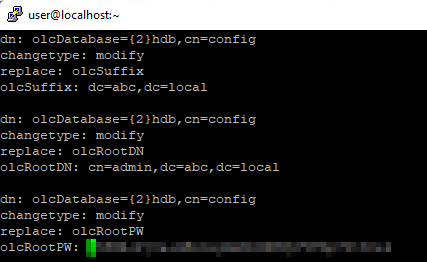 user@localhost:~
dn: olcDatabase={2}hdb,cn=config
changetype: modify
replace: olcSuffix
olcSuffix: dc=abc,dc=local
dn: olcDatabase={2}hdb,cn=config
changetype: modify
replace: olcRootDN
olcRootDN: cn=admin,dc=abc,dc=local
dn: olcDatabase={2}hdb,cn=config
changetype: modify
replace: olcRootPW
olcRootPW: